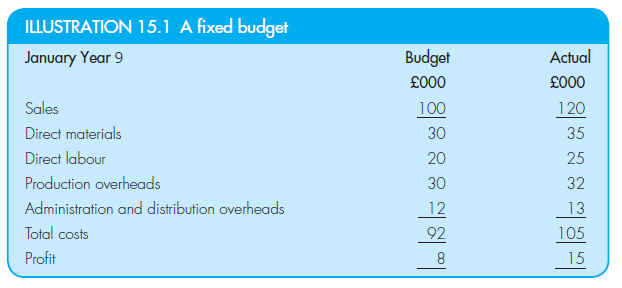 ILLUSTRATION 15.1 A fixed budget
January Year 9 Budget Actual
£000 £000
Sales 100 120
Direct materials 30 35
Direct labour 20 25
Production overheads 30 32
Administration and distribution overheads 12 13
Total costs 92 105
Profit 8 15